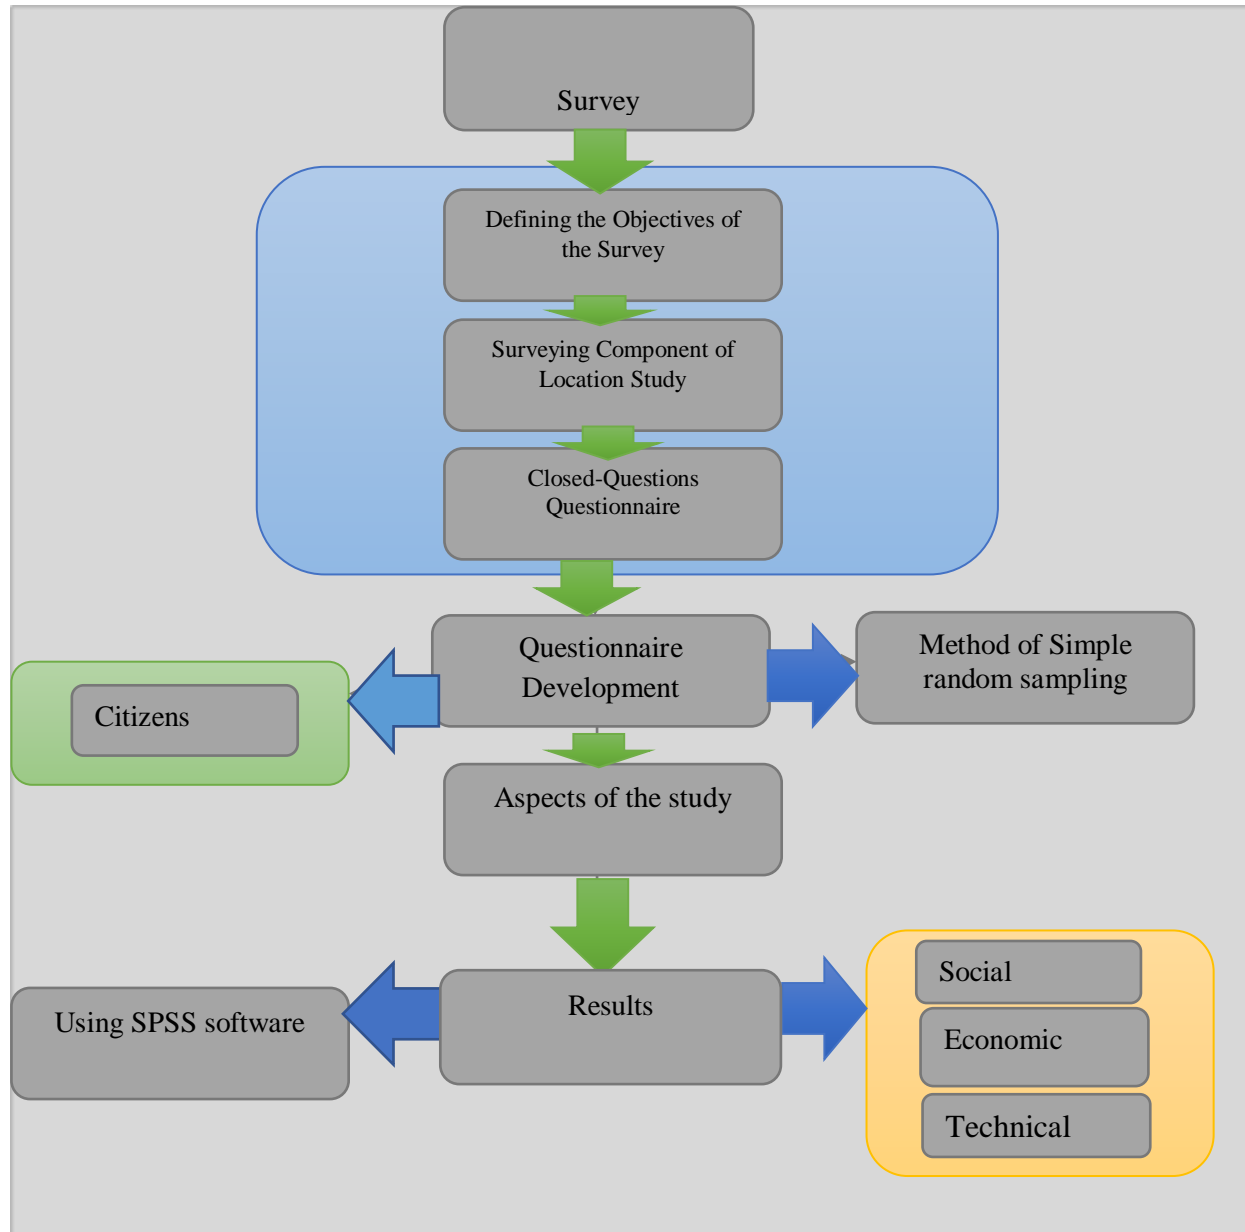 Survey
Defining the Objectives of
the Survey
Surveying Component of
Location Study
Closed-Questions
Questionnaire
Questionnaire
Development
Method of Simple
random sampling
Citizens
Aspects of the study
Results
Using SPSS software
Social
Economic
Technical